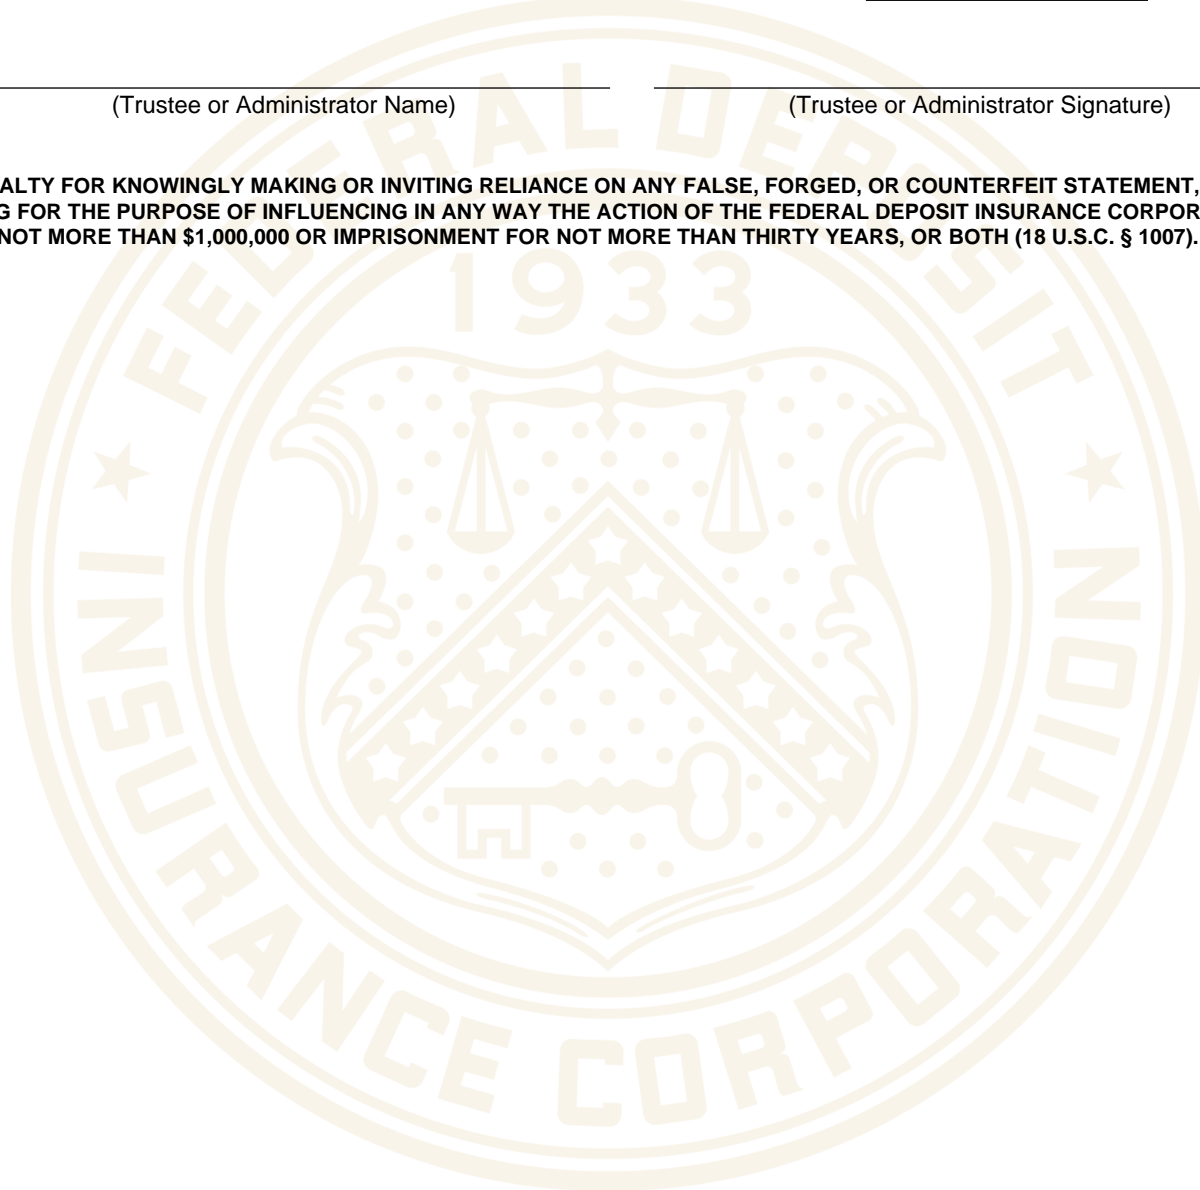 (Trustee or Administrator Name) (Trustee or Administrator Signature)
ALTY FOR KNOWINGLY MAKING OR INVITING RELIANCE ON ANY FALSE, FORGED, OR COUNTERFEIT STATEMENT,
G FOR THE PURPOSE OF INFLUENCING IN ANY WAY THE ACTION OF THE FEDERAL DEPOSIT INSURANCE CORPOR
NOT MORE THAN $1,000,000 OR IMPRISONMENT FOR NOT MORE THAN THIRTY YEARS, OR BOTH (18 U.S.C. § 1007).
FEDERAL DEPOSIT
1933
INSURANCE CORPORATION